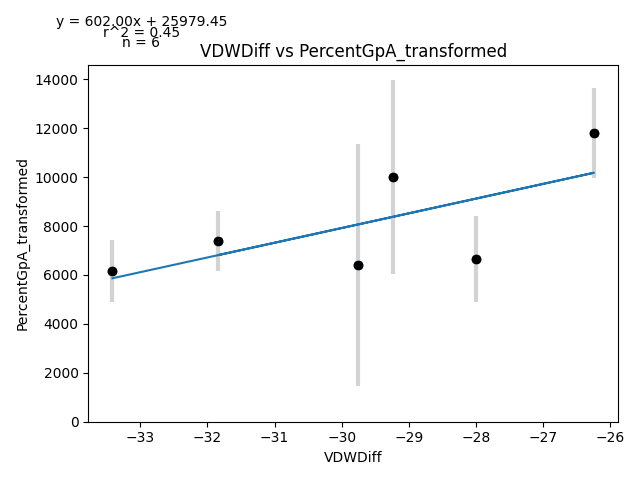 y = 602.00x + 25979.45
r^2 = 0.45
n = 6
VDWDiff vs PercentGpA_transformed
14000
12000
10000
8000
6000
4000
2000
0
PercentGpA_transformed
−33
−32
−31
−30
−29
−28
−27
−26
VDWDiff